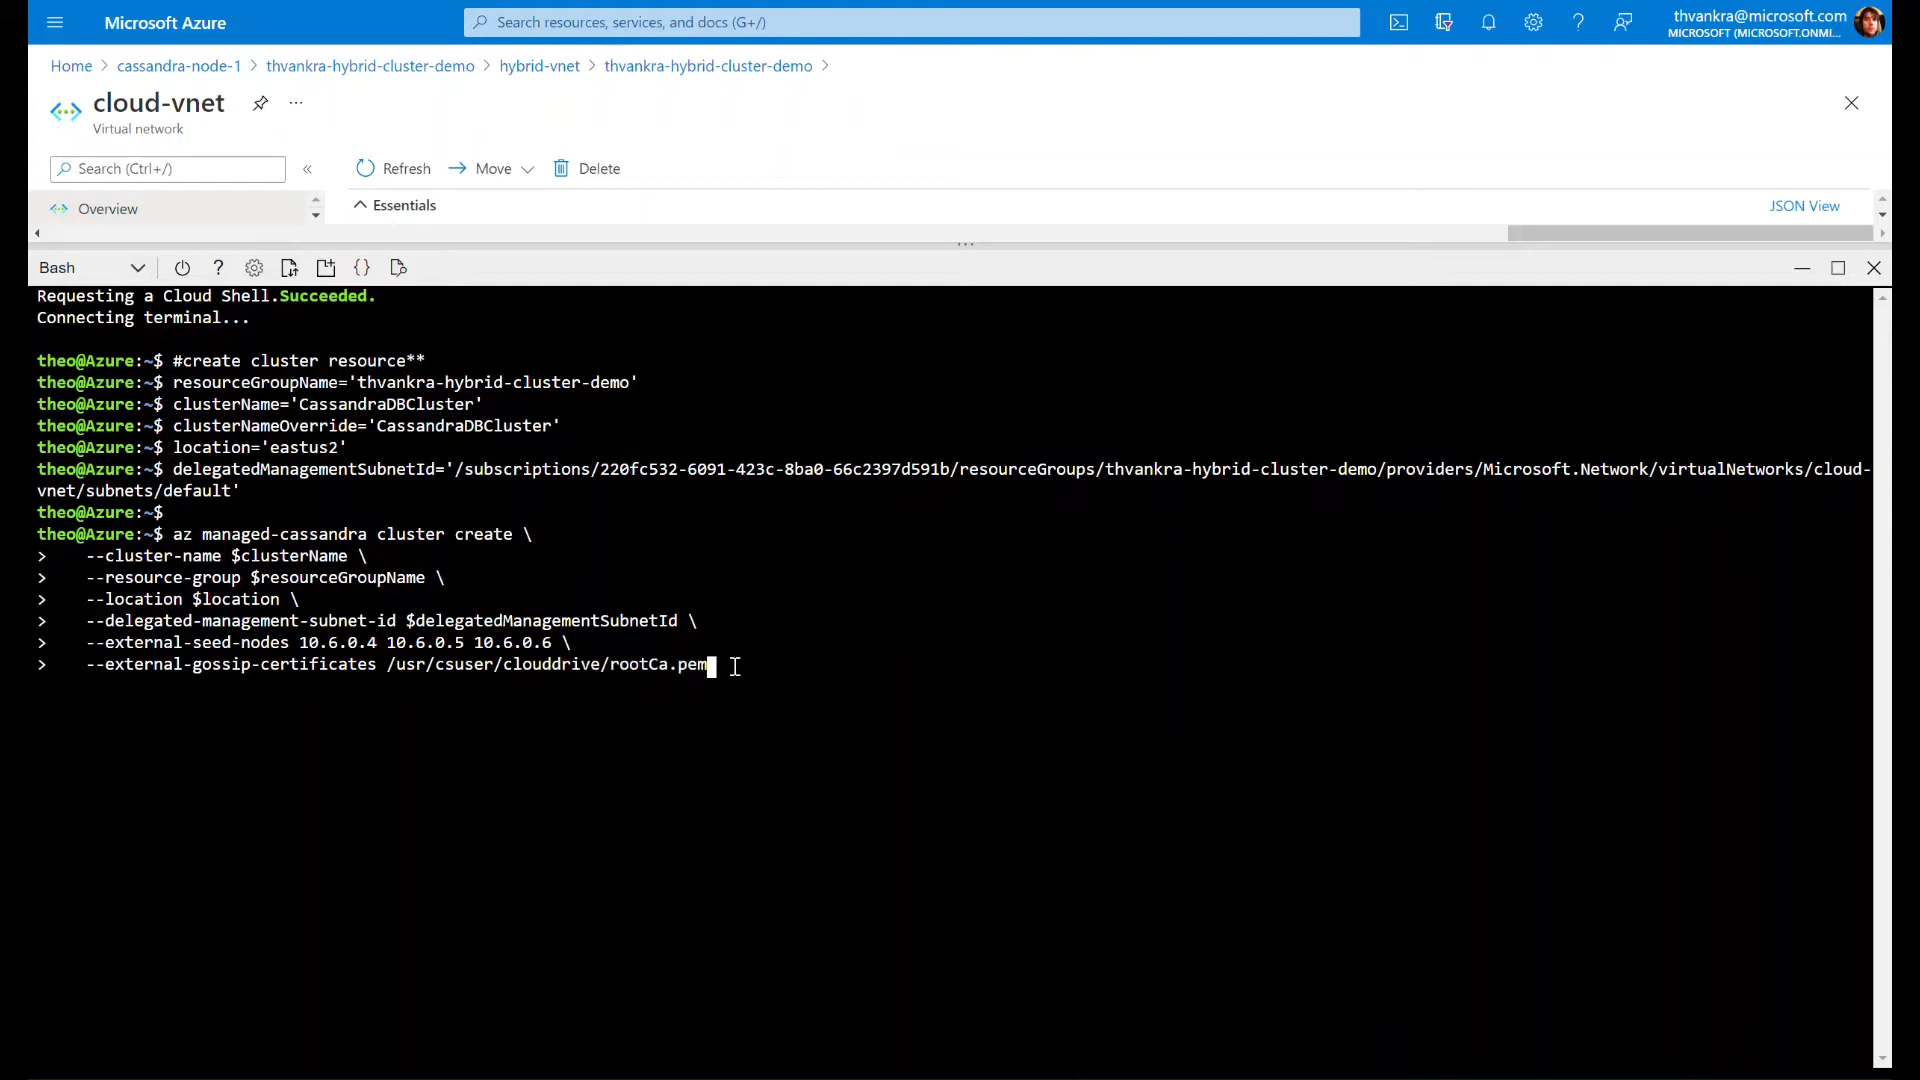 Microsoft Azure
Search resources, services, and docs (G+/)
thvankra@microsoft.com
MICROSOFT (MICROSOFT.ONMI...
Home > cassandra-node-1 > thvankra-hybrid-cluster-demo > hybrid-vnet > thvankra-hybrid-cluster-demo >
cloud-vnet
...
Virtual network
Search (Ctrl+/)
«
Refresh
Move
Delete
Overview
Essentials
JSON View
Bash
Requesting a Cloud Shell.Succeeded.
Connecting terminal...
theo@Azure:~$ #create cluster resource**
theo@Azure:~$ resourceGroupName='thvankra-hybrid-cluster-demo'
theo@Azure:~$ clusterName='CassandraDBCluster'
theo@Azure:~$ clusterNameOverride='CassandraDBCluster'
theo@Azure:~$ location='eastus2'
theo@Azure:~$ delegatedManagementSubnetId='/subscriptions/220fc532-6091-423c-8ba0-66c2397d591b/resourceGroups/thvankra-hybrid-cluster-demo/providers/Microsoft.Network/virtualNetworks/cloud-
vnet/subnets/default'
theo@Azure:~$
theo@Azure:~$ az managed-cassandra cluster create \
>    --cluster-name $clusterName \
>    --resource-group $resourceGroupName \
>    --location $location \
>    --delegated-management-subnet-id $delegatedManagementSubnetId \
>    --external-seed-nodes 10.6.0.4 10.6.0.5 10.6.0.6 \
>    --external-gossip-certificates /usr/csuser/clouddrive/rootCa.pem